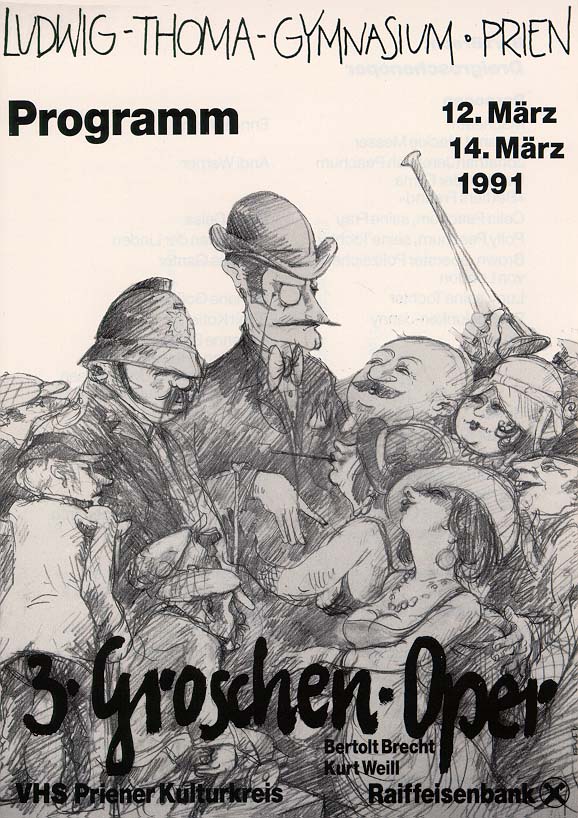 LUDWIG-THOMA-GYMNASIUM • PRIEN
Programm
12. März
14. März
1991
3. Groschen-Oper
Bertolt Brecht
Kurt Weill
VHS Priener Kulturkreis
Raiffeisenbank